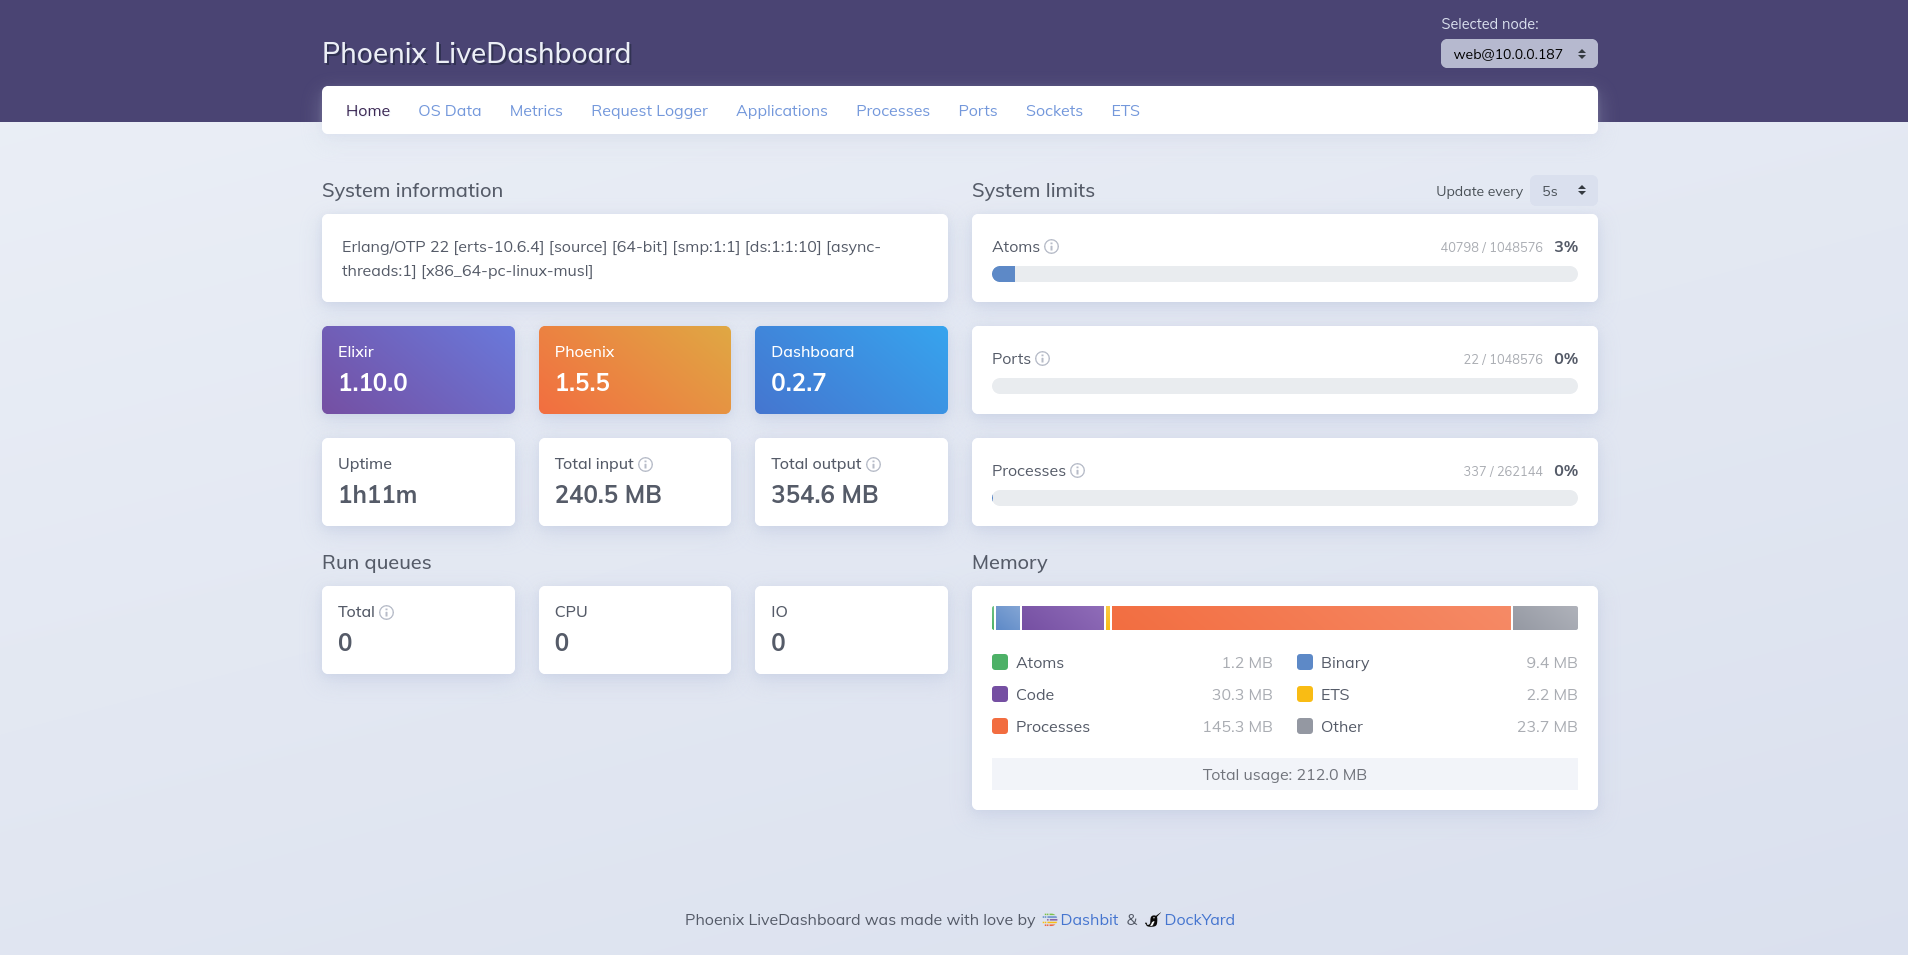 Selected node:
Phoenix LiveDashboard
web@10.0.0.187
Home OS Data Metrics Request Logger Applications Processes Ports Sockets ETS
System information
Erlang/OTP 22 [erts-10.6.4] [source] [64-bit] [smp:1:1] [ds:1:1:10] [async-
threads:1] [x86_64-pc-linux-musl]
Elixir
1.10.0
Phoenix
1.5.5
Dashboard
0.2.7
Uptime
1h11m
Total input
240.5 MB
Total output
354.6 MB
Run queues
Total
0
CPU
0
IO
0
System limits
Update every 5s
Atoms 40798 / 1048576 3%
Ports 22 / 1048576 0%
Processes 337 / 262144 0%
Memory
Atoms 1.2 MB Binary 9.4 MB
Code 30.3 MB ETS 2.2 MB
Processes 145.3 MB Other 23.7 MB
Total usage: 212.0 MB
Phoenix LiveDashboard was made with love by Dashbit & DockYard